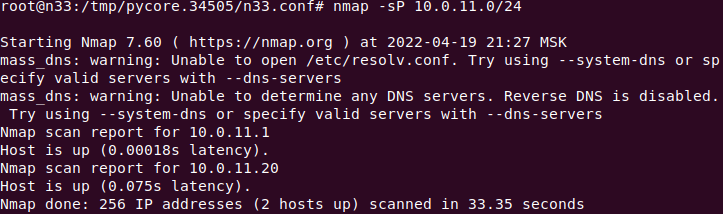 root@n33:/tmp/pycore.34505/n33.conf# nmap -sP 10.0.11.0/24
Starting Nmap 7.60 ( https://nmap.org ) at 2022-04-19 21:27 MSK
mass_dns: warning: Unable to open /etc/resolv.conf. Try using --system-dns or sp
ecify valid servers with --dns-servers
mass_dns: warning: Unable to determine any DNS servers. Reverse DNS is disabled.
 Try using --system-dns or specify valid servers with --dns-servers
Nmap scan report for 10.0.11.1
Host is up (0.00018s latency).
Nmap scan report for 10.0.11.20
Host is up (0.075s latency).
Nmap done: 256 IP addresses (2 hosts up) scanned in 33.35 seconds